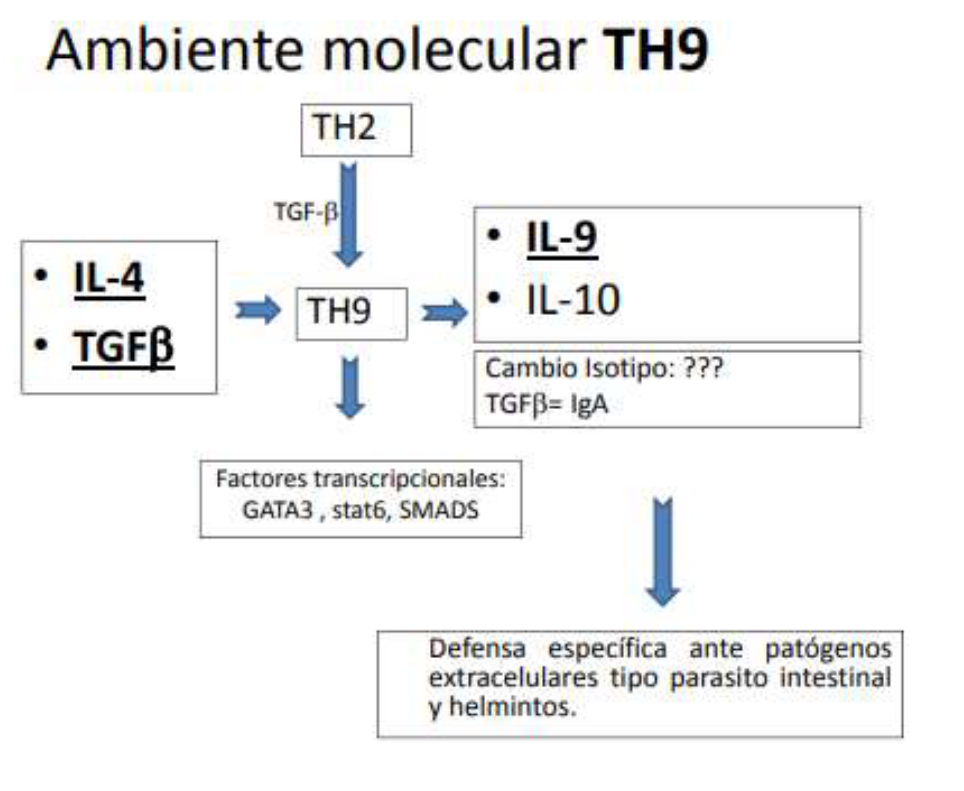 Ambiente molecular TH9
TH2
TGF-β
• IL-4
• TGFβ
TH9
• IL-9
• IL-10
Cambio Isotipo: ???
TGFβ= IgA
Factores transcripcionales:
GATA3 , stat6, SMADS
Defensa específica ante patógenos
extracelulares tipo parasito intestinal
y helmintos.